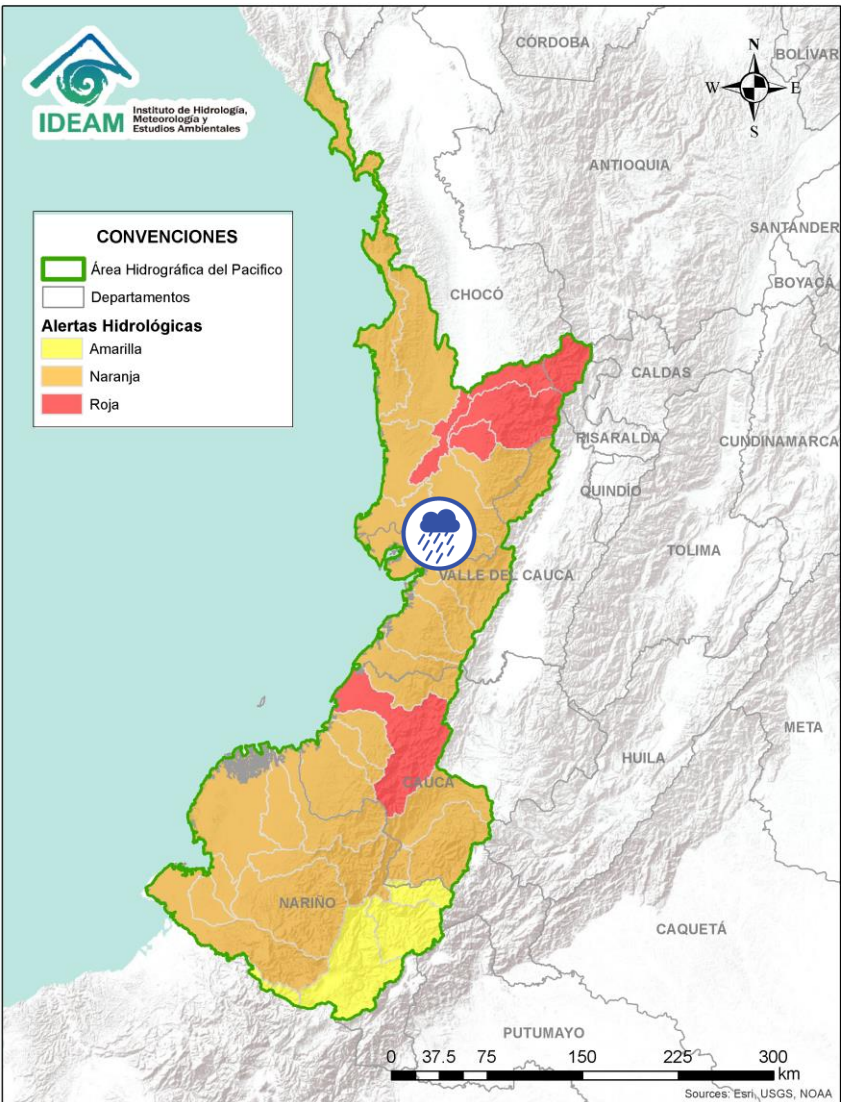 IDEAM
Instituto de Hidrología,
Meteorología y
Estudios Ambientales
N
W
E
S
CONVENCIONES
Área Hidrográfica del Pacifico
Departamentos
Alertas Hidrológicas
Amarilla
Naranja
Roja
CÓRDOBA
BOLIVAR
ANTIOQUIA
SANTANDER
BOYACÁ
CHOCÓ
CALDAS
RISARALDA
CUNDINAMARCA
QUINDÍO
TOLIMA
VALLE DEL CAUCA
META
HUILA
CAUCA
NARIÑO
CAQUETÁ
PUTUMAYO
0 37.5 75 150 225 300
km
Sources: Esri, USGS, NOAA